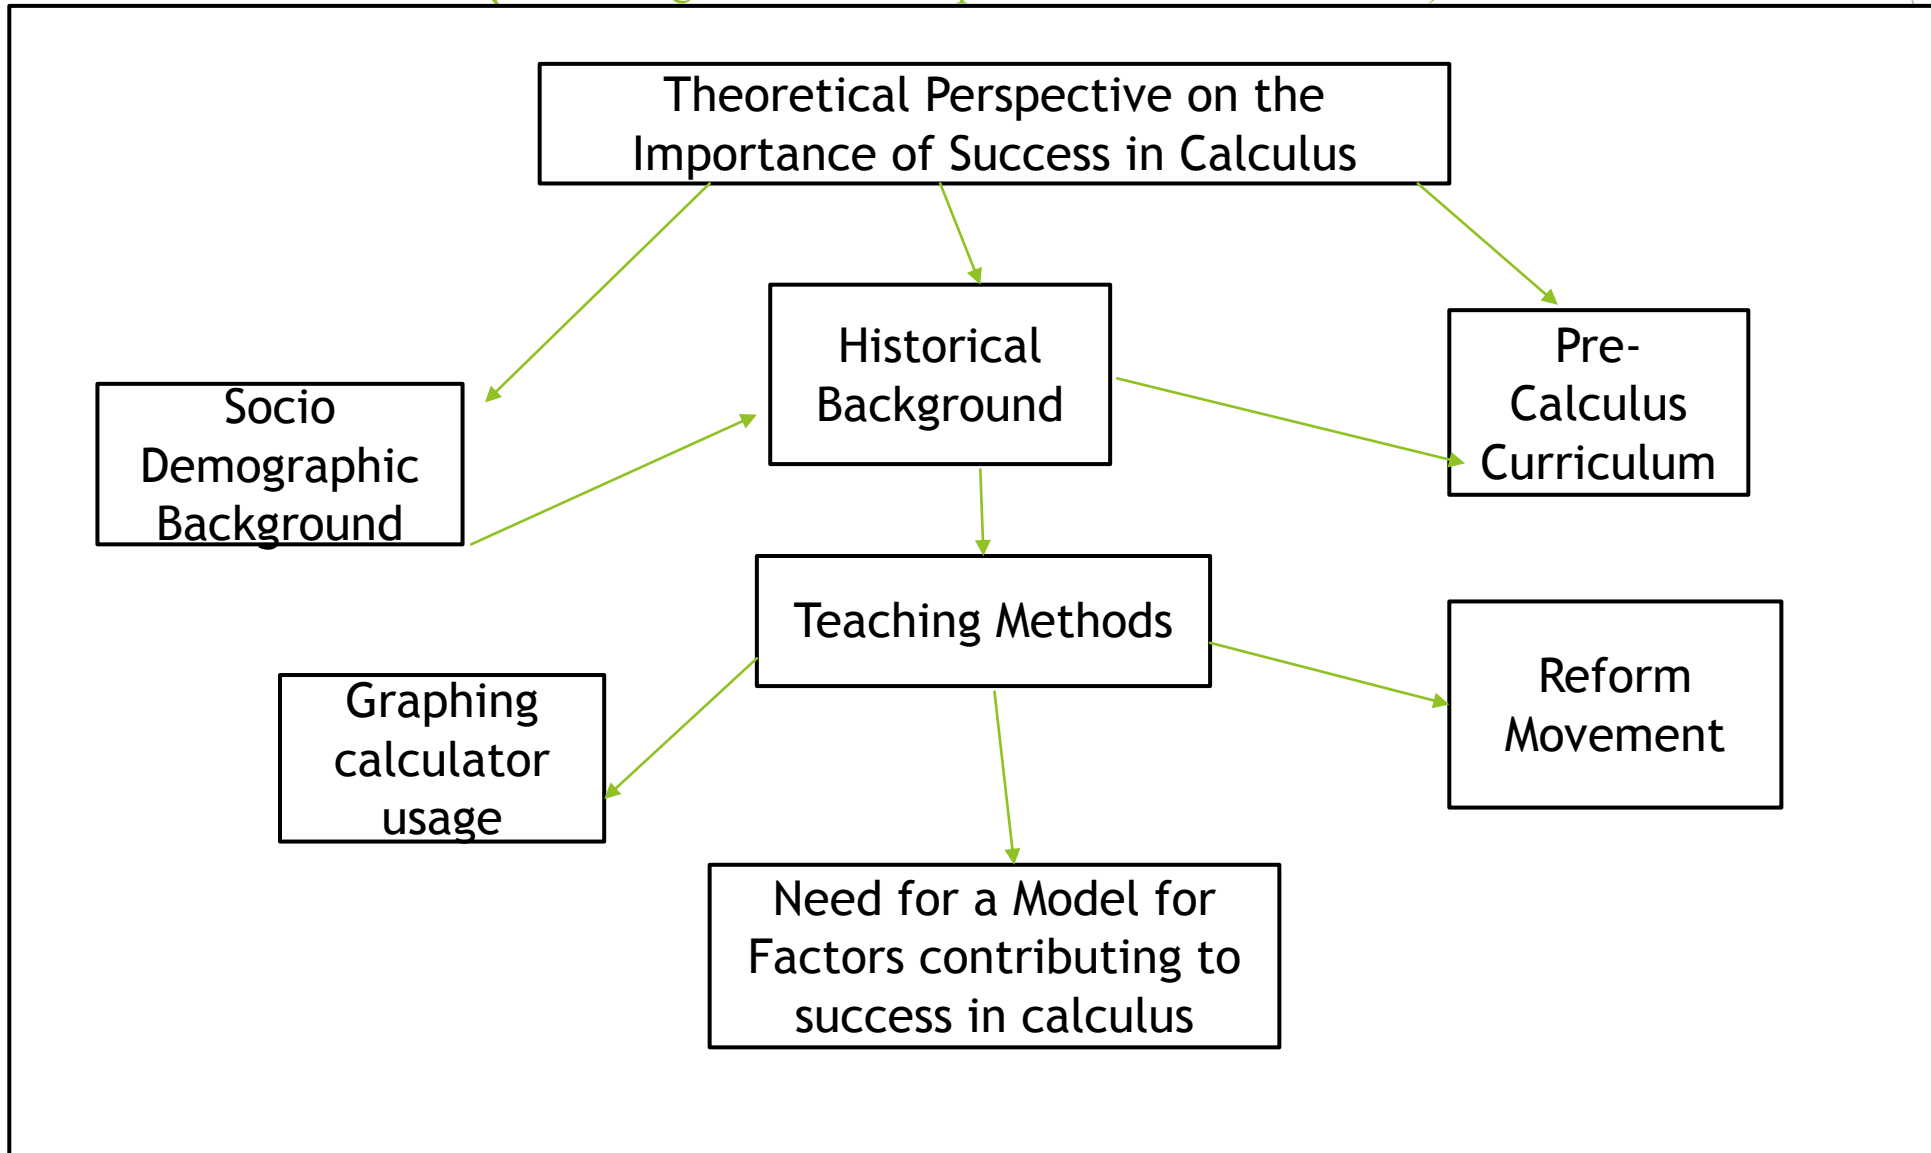 Theoretical Perspective on the
Importance of Success in Calculus
Historical
Background
Pre-
Calculus
Curriculum
Socio
Demographic
Background
Teaching Methods
Reform
Movement
Graphing
calculator
usage
Need for a Model for
Factors contributing to
success in calculus